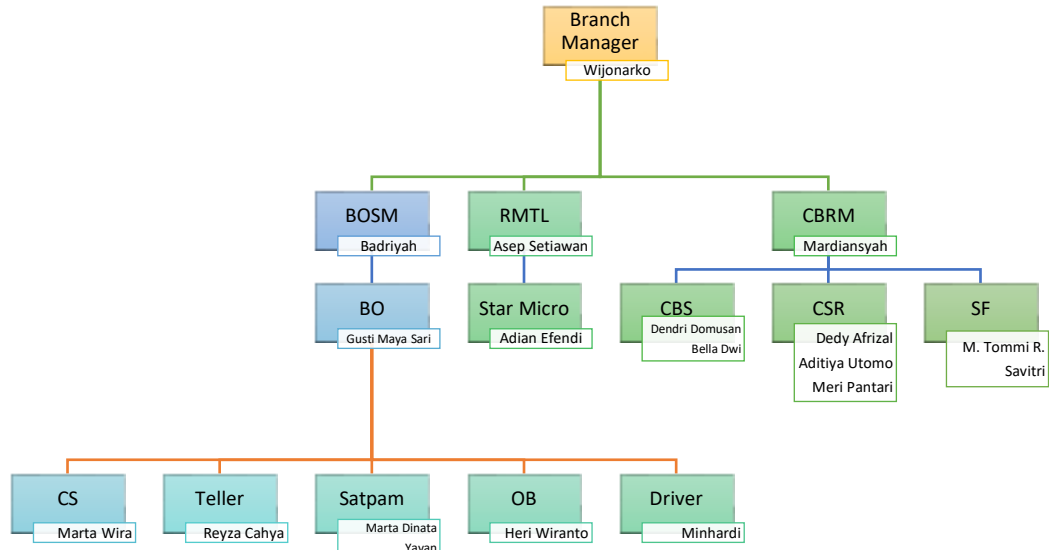 Branch
Manager
Wijonarko
BOSM
Badriyah
RMTL
Asep Setiawan
CBRM
Mardiansyah
BO
Gusti Maya Sari
Star Micro
Adian Efendi
CBS
Dendri Domusan
Bella Dwi
CSR
Dedy Afrizal
Aditiya Utomo
Meri Pantari
SF
M. Tommi R.
Savitri
CS
Marta Wira
Teller
Reyza Cahya
Satpam
Marta Dinata
Yayan
OB
Heri Wiranto
Driver
Minhardi